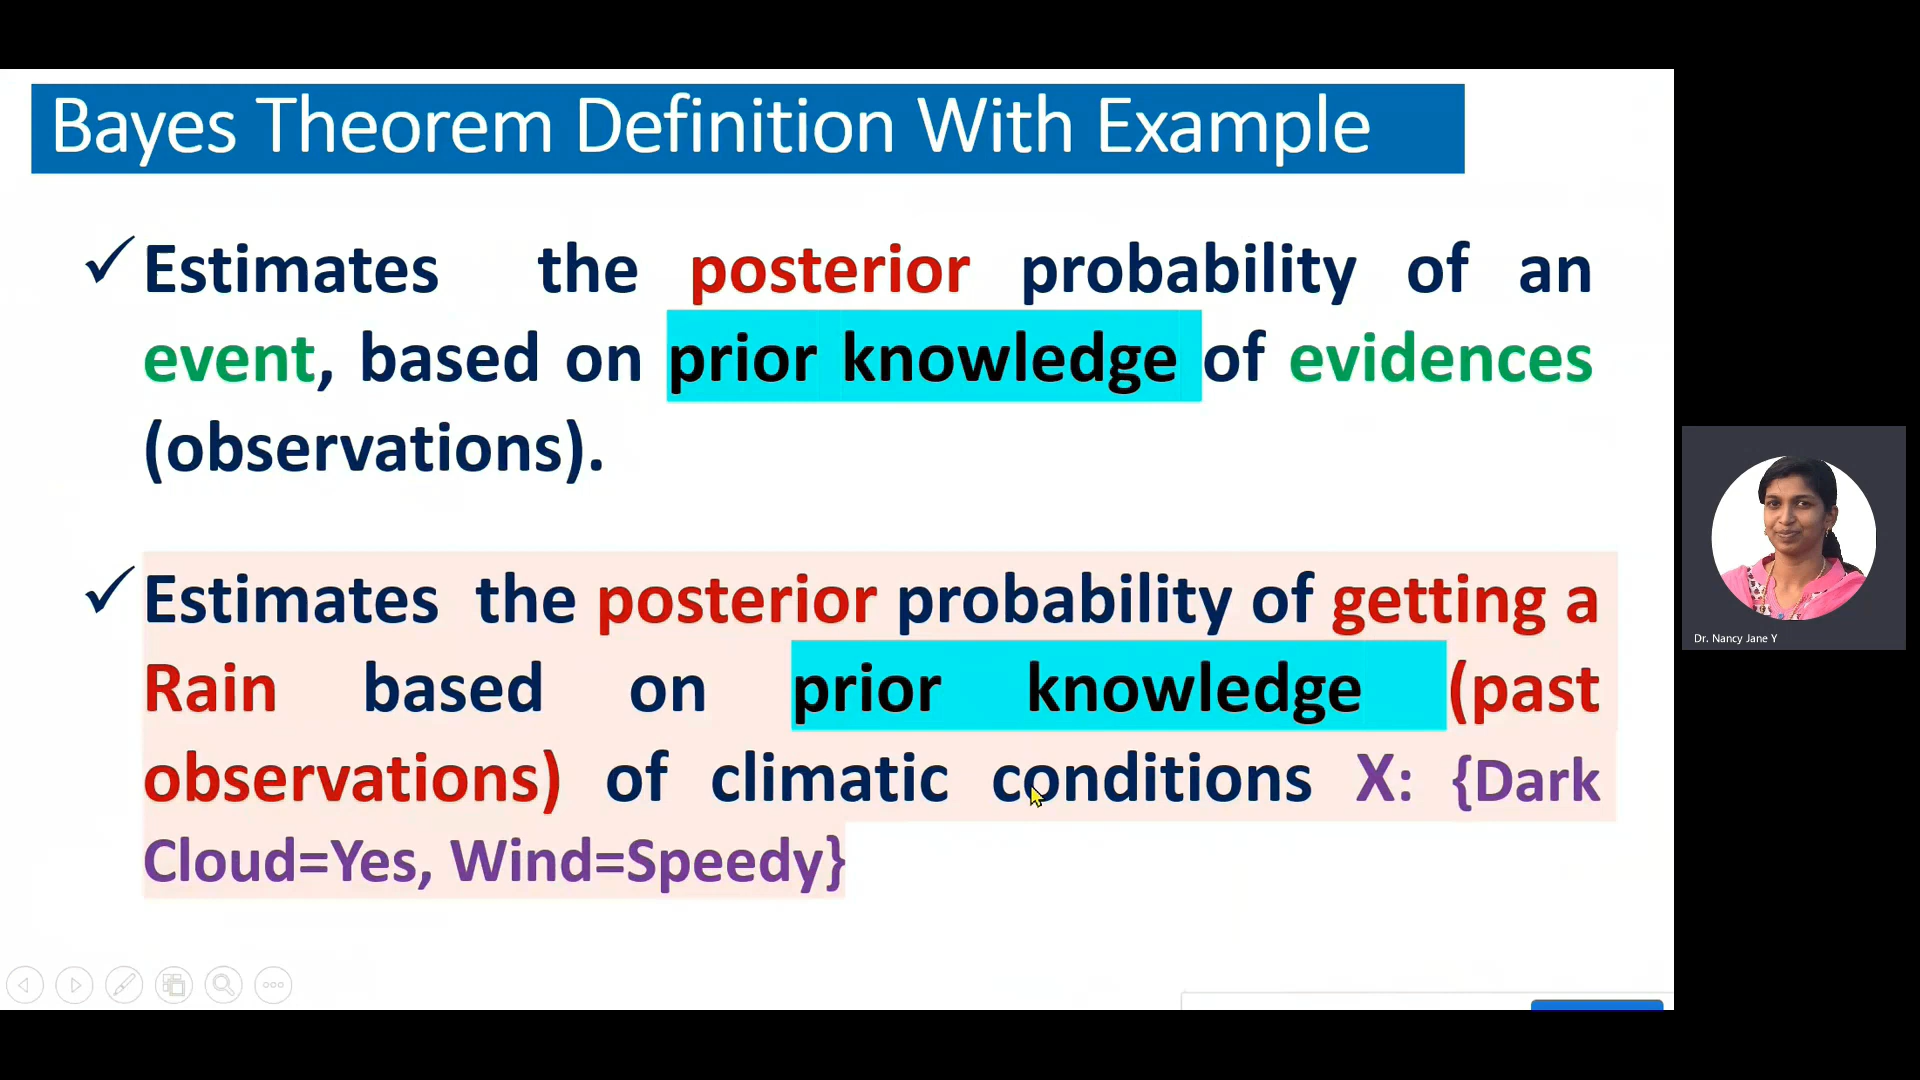 Bayes Theorem Definition With Example
✓Estimates the posterior probability of an
event, based on prior knowledge of evidences
(observations).
✓Estimates the posterior probability of getting a
Rain based on prior knowledge (past
observations) of climatic conditions X: {Dark
Cloud=Yes, Wind=Speedy}
Dr. Nancy Jane Y